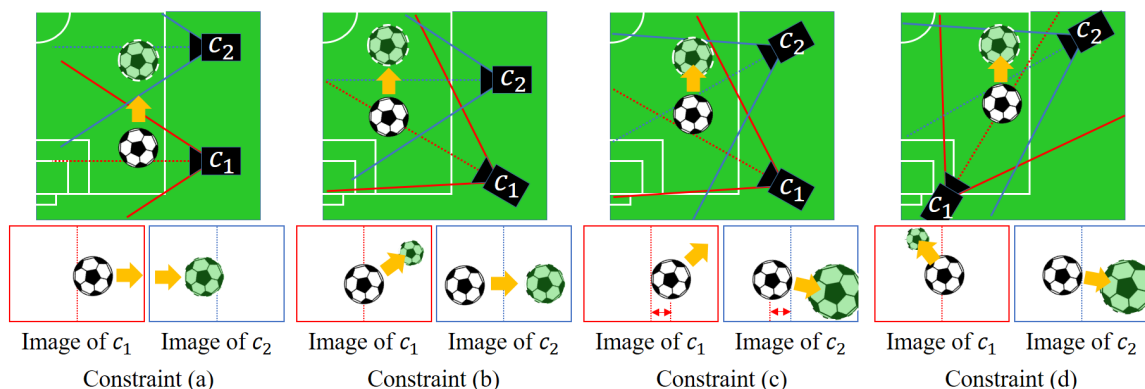 c₂
c₁
c₂
c₁
c₂
c₁
c₂
c₁
Image of c₁ Image of c₂
Constraint (a)
Image of c₁ Image of c₂
Constraint (b)
Image of c₁ Image of c₂
Constraint (c)
Image of c₁ Image of c₂
Constraint (d)